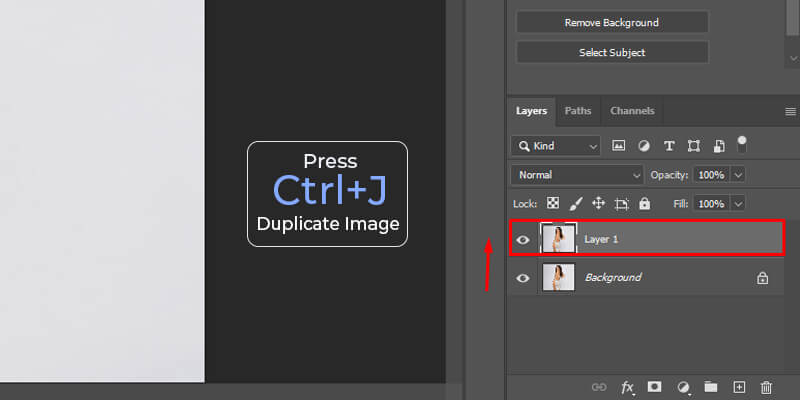 Remove Background
Select Subject
Press
Ctrl+J
Duplicate Image
Layers Paths Channels
Kind
Normal Opacity: 100%
Lock: Fill: 100%
Layer 1
Background
fx